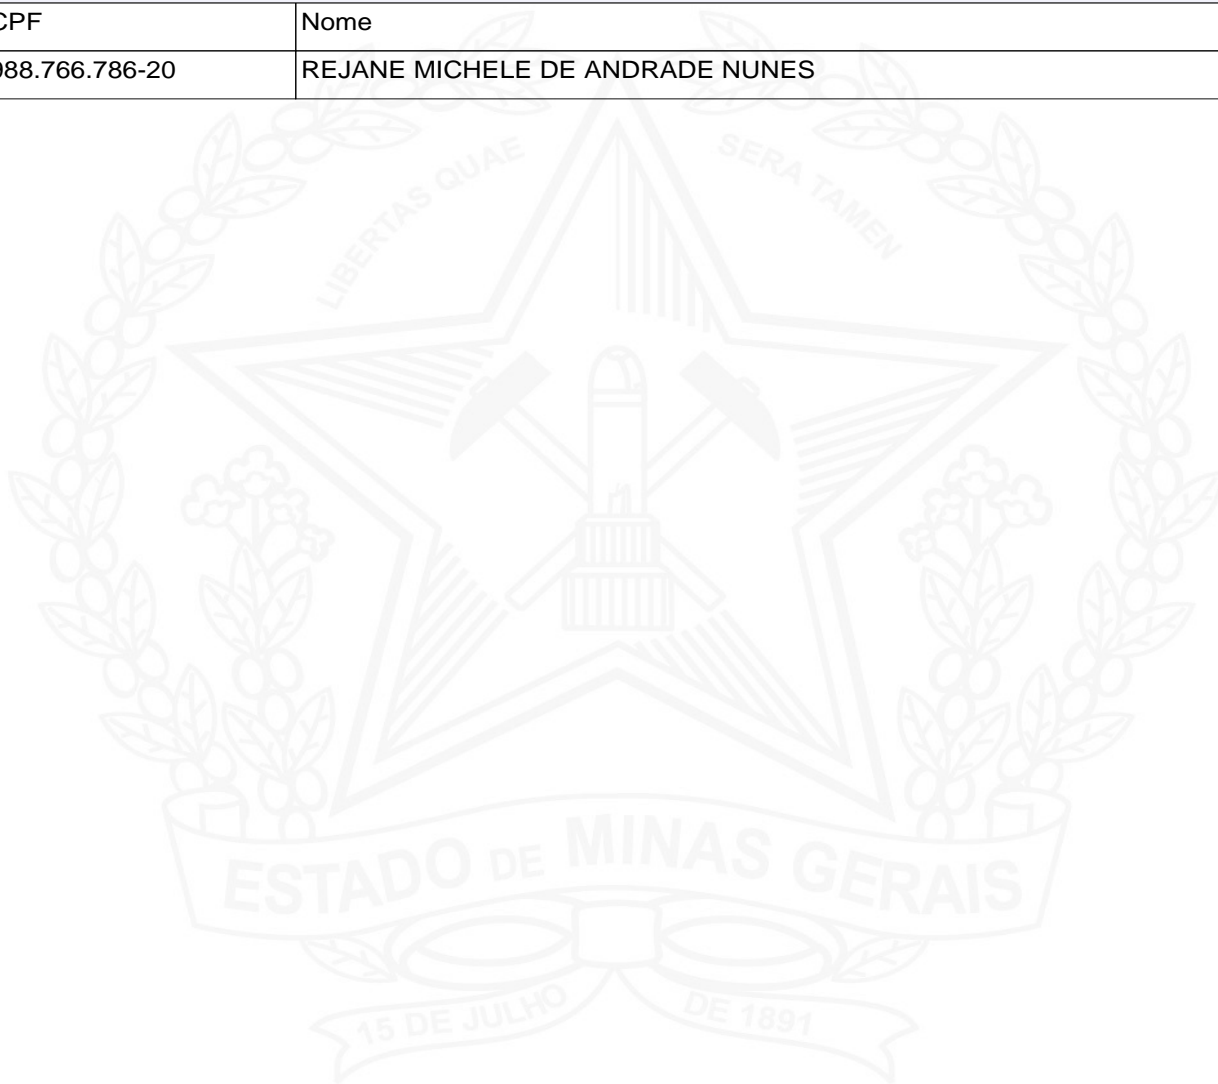 CPF Nome
988.766.786-20 REJANE MICHELE DE ANDRADE NUNES
LIBERTAS QUAE SERA TAMEN
ESTADO DE MINAS GERAIS
15 DE JULHO DE 1891